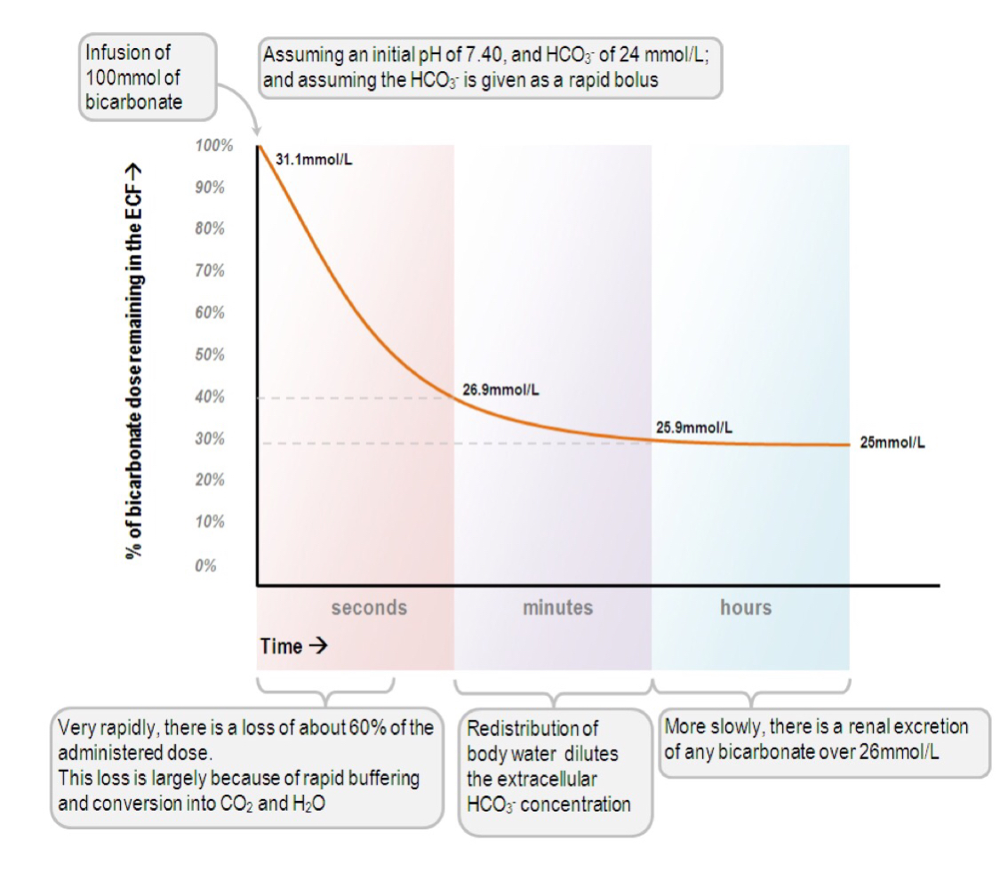 Infusion of
100mmol of
bicarbonate
Assuming an initial pH of 7.40, and HCO₃⁻ of 24 mmol/L;
and assuming the HCO₃⁻ is given as a rapid bolus
% of bicarbonate dose remaining in the ECF→
100%
90%
80%
70%
60%
50%
40%
30%
20%
10%
0%
31.1mmol/L
26.9mmol/L
25.9mmol/L
25mmol/L
seconds
minutes
hours
Time →
Very rapidly, there is a loss of about 60% of the
administered dose.
This loss is largely because of rapid buffering
and conversion into CO₂ and H₂O
Redistribution of
body water dilutes
the extracellular
HCO₃⁻ concentration
More slowly, there is a renal excretion
of any bicarbonate over 26mmol/L